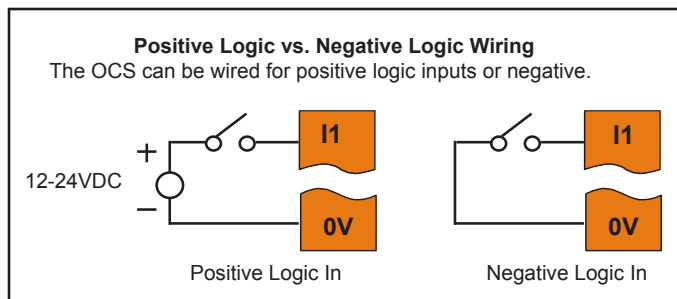 Positive Logic vs. Negative Logic Wiring
The OCS can be wired for positive logic inputs or negative.
I1
I1
+
12-24VDC
–
0V
0V
Positive Logic In
Negative Logic In